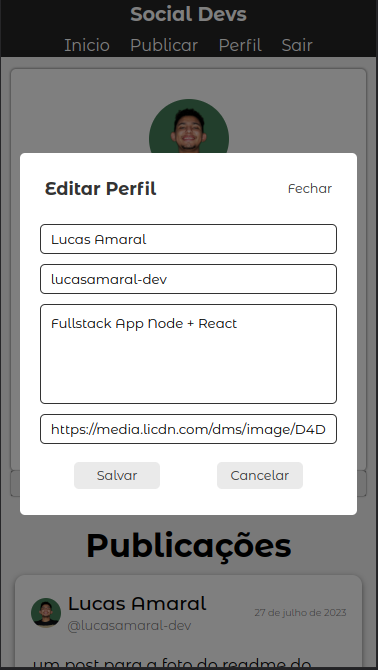 Social Devs
Inicio Publicar Perfil Sair
Editar Perfil Fechar
Lucas Amaral
lucasamaral-dev
Fullstack App Node + React
https://media.licdn.com/dms/image/D4D
Salvar Cancelar
Publicações
Lucas Amaral
27 de julho de 2023
@lucasamaral-dev
um post para a foto do readme do